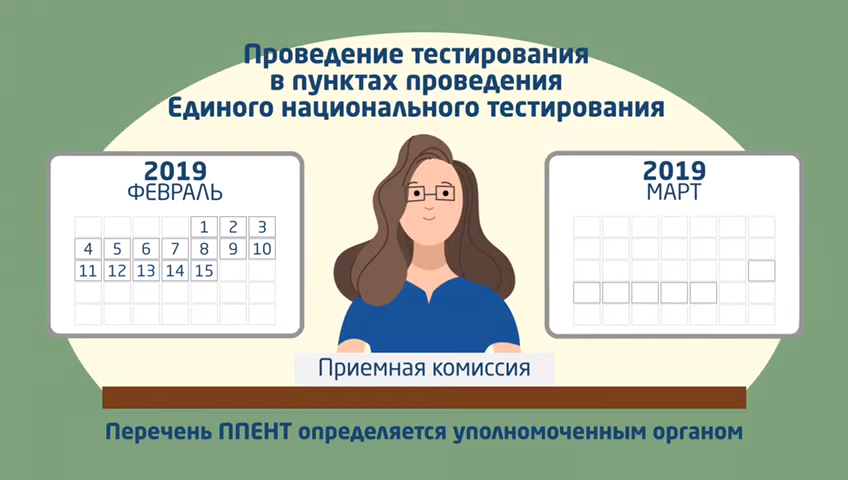 Проведение тестирования
в пунктах проведения
Единого национального тестирования
2019
ФЕВРАЛЬ
1 2 3
4 5 6 7 8 9 10
11 12 13 14 15
2019
МАРТ
Приемная комиссия
Перечень ППЕНТ определяется уполномоченным органом